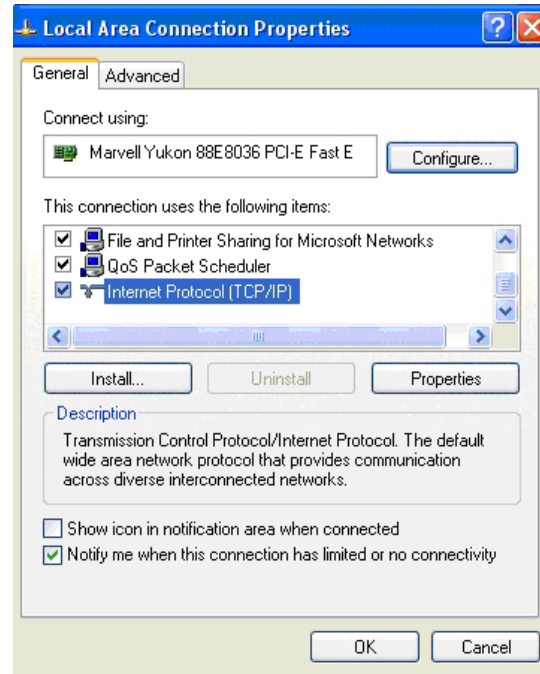 Local Area Connection Properties
General Advanced
Connect using:
Marvell Yukon 88E8036 PCI-E Fast E
Configure...
This connection uses the following items:
File and Printer Sharing for Microsoft Networks
QoS Packet Scheduler
Internet Protocol (TCP/IP)
Install... Uninstall Properties
Description
Transmission Control Protocol/Internet Protocol. The default
wide area network protocol that provides communication
across diverse interconnected networks.
Show icon in notification area when connected
Notify me when this connection has limited or no connectivity
OK Cancel